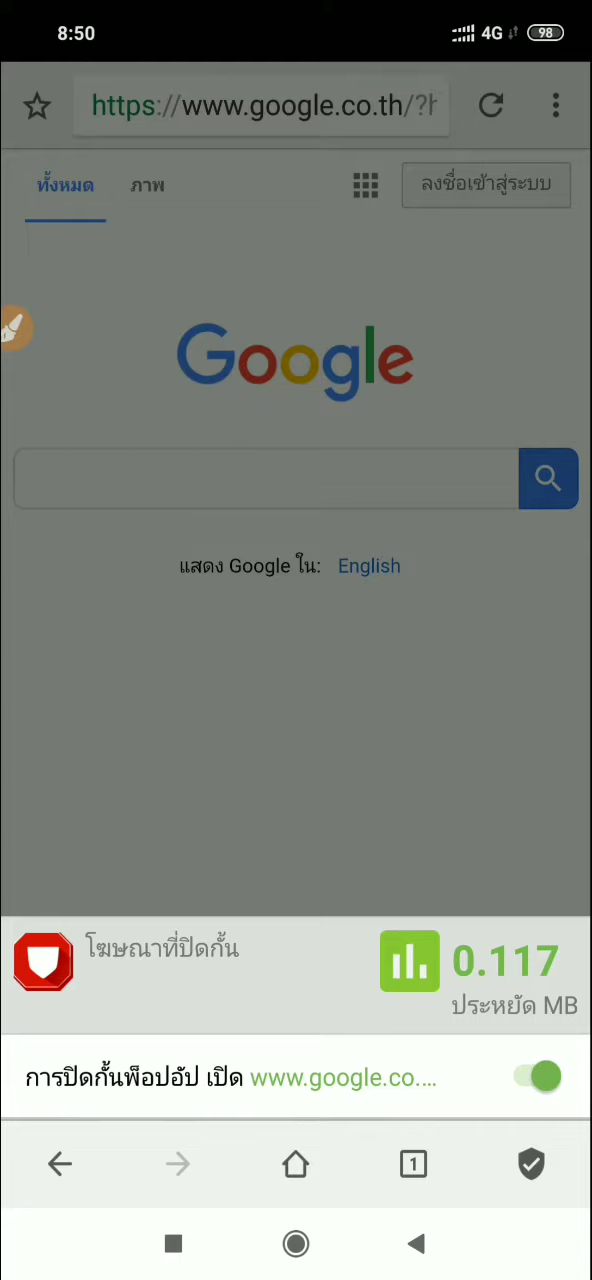 8:50
4G 98
https://www.google.co.th/?h
ทั้งหมด ภาพ ลงชื่อเข้าสู่ระบบ
Google
แสดง Google ใน: English
โฆษณาที่ปิดกั้น 0.117
ประหยัด MB
การปิดกั้นพ็อปอัป เปิด www.google.co....
1